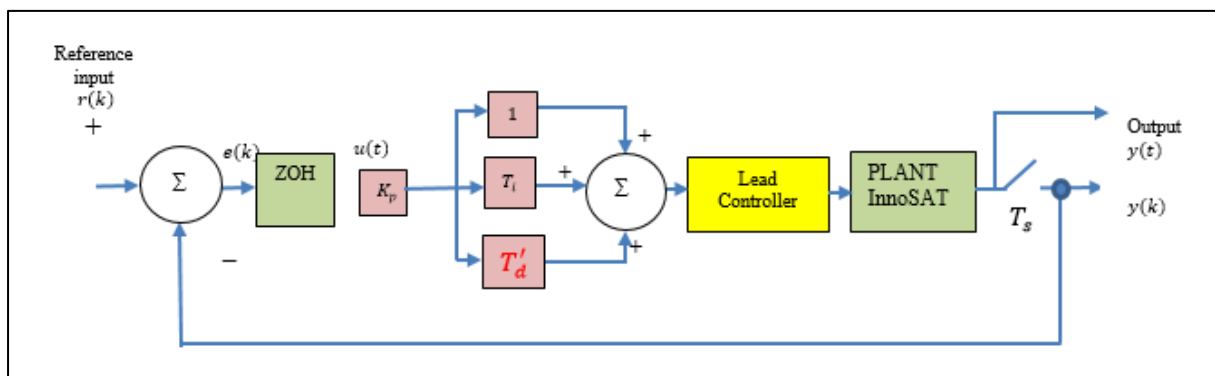 Reference
input
r(k)
+
e(k)
ZOH
u(t)
K_p
1
T_i
T'_d
+
+
+
Σ
Σ
−
Lead
Controller
PLANT
InnoSAT
T_s
Output
y(t)
y(k)